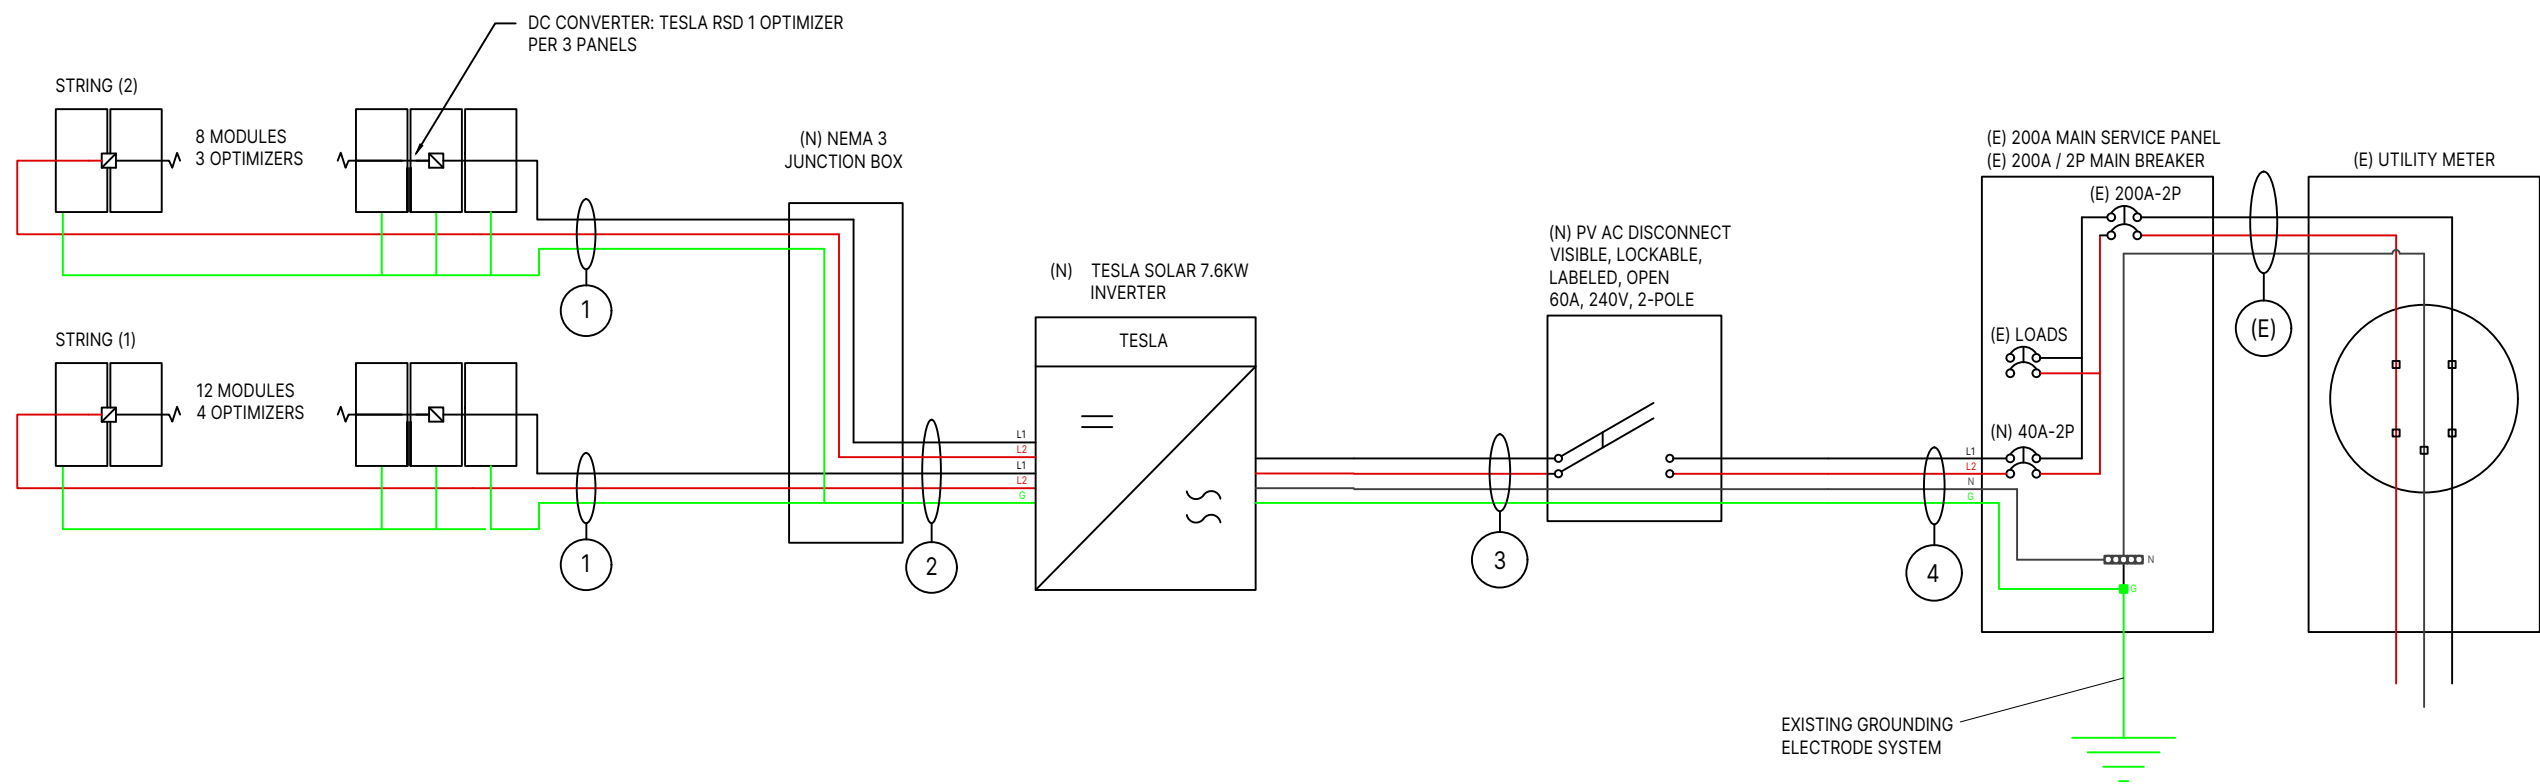 DC CONVERTER: TESLA RSD 1 OPTIMIZER
PER 3 PANELS
STRING (2)
8 MODULES
3 OPTIMIZERS
1
STRING (1)
12 MODULES
4 OPTIMIZERS
1
(N) NEMA 3
JUNCTION BOX
2
(N) TESLA SOLAR 7.6KW
INVERTER
TESLA
L1
L2
L1
L2
G
3
(N) PV AC DISCONNECT
VISIBLE, LOCKABLE,
LABELED, OPEN
60A, 240V, 2-POLE
4
(E) 200A MAIN SERVICE PANEL
(E) 200A / 2P MAIN BREAKER
(E) 200A-2P
(E) LOADS
(N) 40A-2P
L1
L2
N
G
N
G
(E)
(E) UTILITY METER
EXISTING GROUNDING
ELECTRODE SYSTEM